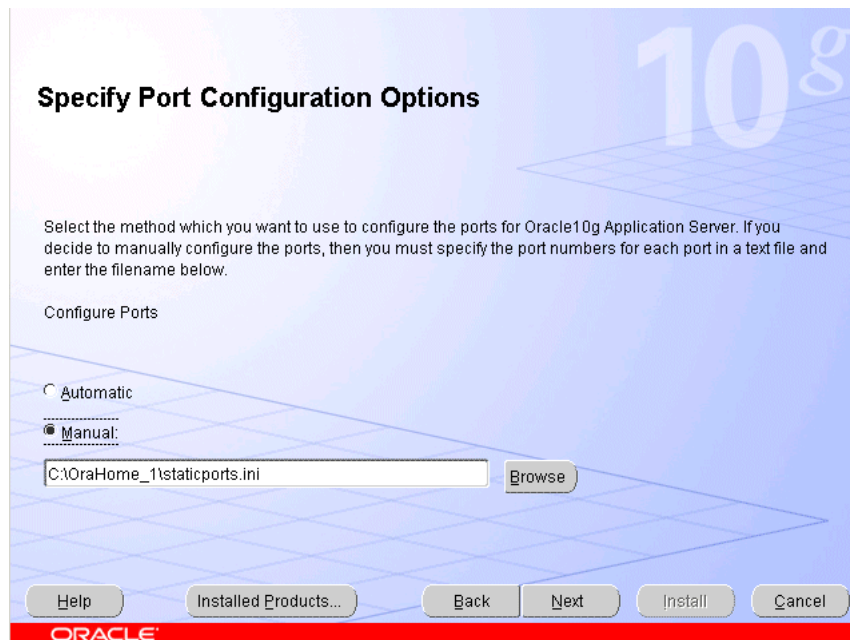 10g
Specify Port Configuration Options
Select the method which you want to use to configure the ports for Oracle10g Application Server. If you
decide to manually configure the ports, then you must specify the port numbers for each port in a text file and
enter the filename below.
Configure Ports
Automatic
Manual:
C:\OraHome_1\staticports.ini
Browse
Help
Installed Products...
Back
Next
Install
Cancel
ORACLE